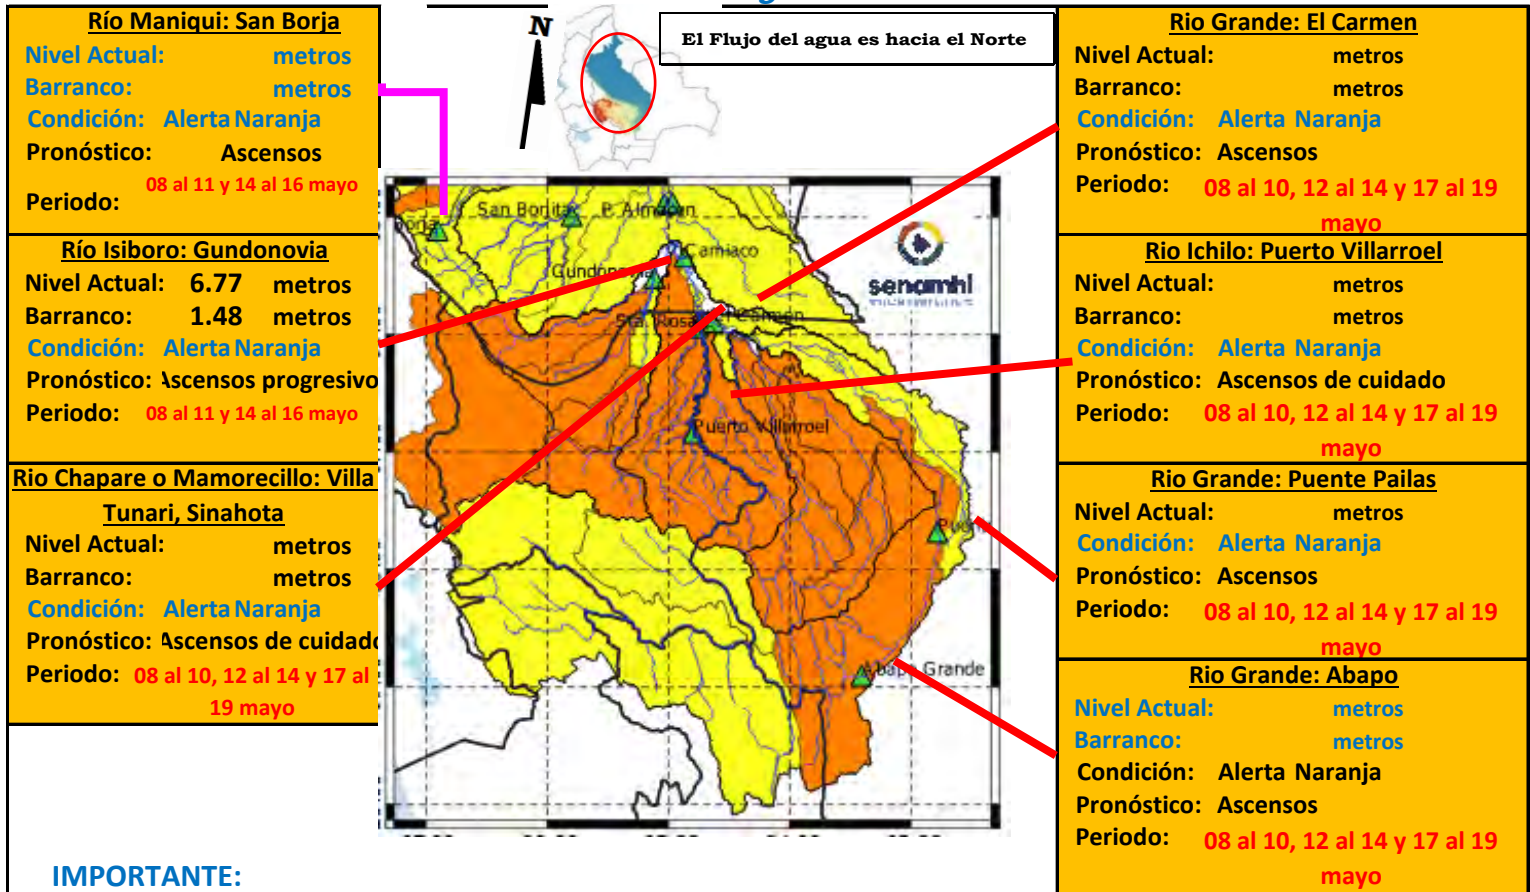 Río Maniqui: San Borja
Nivel Actual: metros
Barranco: metros
Condición: Alerta Naranja
Pronóstico: Ascensos
08 al 11 y 14 al 16 mayo
Periodo:
Río Isiboro: Gundonovia
Nivel Actual: 6.77 metros
Barranco: 1.48 metros
Condición: Alerta Naranja
Pronóstico: Ascensos progresivo
Periodo: 08 al 11 y 14 al 16 mayo
Rio Chapare o Mamorecillo: Villa
Tunari, Sinahota
Nivel Actual: metros
Barranco: metros
Condición: Alerta Naranja
Pronóstico: Ascensos de cuidado
Periodo: 08 al 10, 12 al 14 y 17 al
19 mayo
IMPORTANTE:
N
El Flujo del agua es hacia el Norte
San Borjita
P. Almacen
Camiaco
Sta. Rosa
Puerto Villarroel
Abapo Grande
senamhi
Rio Grande: El Carmen
Nivel Actual: metros
Barranco: metros
Condición: Alerta Naranja
Pronóstico: Ascensos
Periodo: 08 al 10, 12 al 14 y 17 al 19
mayo
Rio Ichilo: Puerto Villarroel
Nivel Actual: metros
Barranco: metros
Condición: Alerta Naranja
Pronóstico: Ascensos de cuidado
Periodo: 08 al 10, 12 al 14 y 17 al 19
mayo
Rio Grande: Puente Pailas
Nivel Actual: metros
Condición: Alerta Naranja
Pronóstico: Ascensos
Periodo: 08 al 10, 12 al 14 y 17 al 19
mayo
Rio Grande: Abapo
Nivel Actual: metros
Barranco: metros
Condición: Alerta Naranja
Pronóstico: Ascensos
Periodo: 08 al 10, 12 al 14 y 17 al 19
mayo